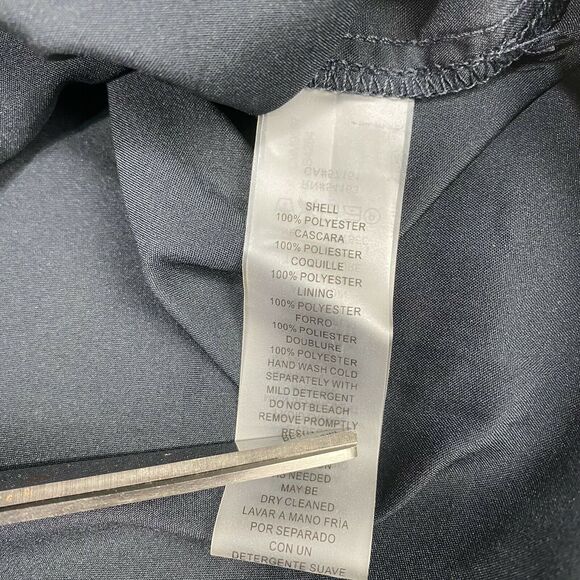 SHELL
100% POLYESTER
CASCARA
100% POLIESTER
COQUILLE
100% POLYESTER
LINING
100% POLYESTER
FORRO
100% POLIESTER
DOUBLURE
100% POLYESTER
HAND WASH COLD
SEPARATELY WITH
MILD DETERGENT
DO NOT BLEACH
REMOVE PROMPTLY
NEEDED
MAY BE
DRY CLEANED
LAVAR A MANO FRÍA
POR SEPARADO
CON UN
DETERGENTE SUAVE